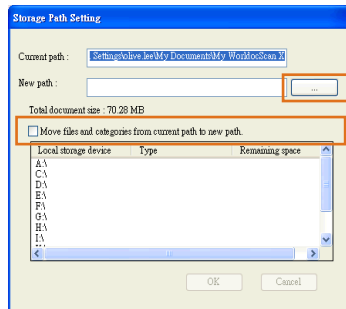 Storage Path Setting
Current path : Settings\olive.lee\My Documents\My WorldocScan X
New path : ...
Total document size : 70.28 MB
Move files and categories from current path to new path.
Local storage device Type Remaining space
A:\
C:\
D:\
E:\
F:\
G:\
H:\
I:\
OK Cancel